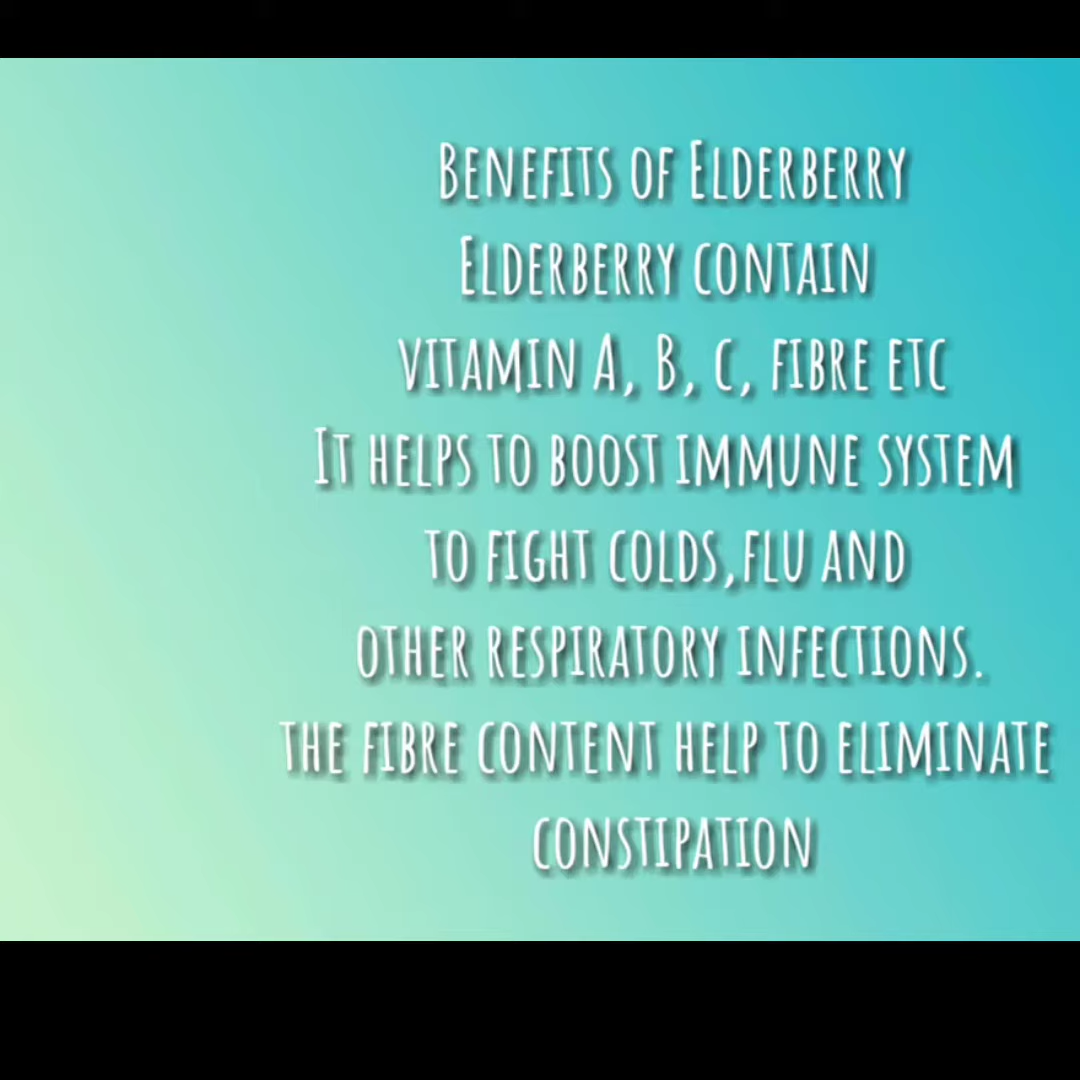 Benefits of Elderberry
Elderberry contain
vitamin A, B, c, fibre etc
It helps to boost immune system
to fight colds,flu and
other respiratory infections.
the fibre content help to eliminate
constipation